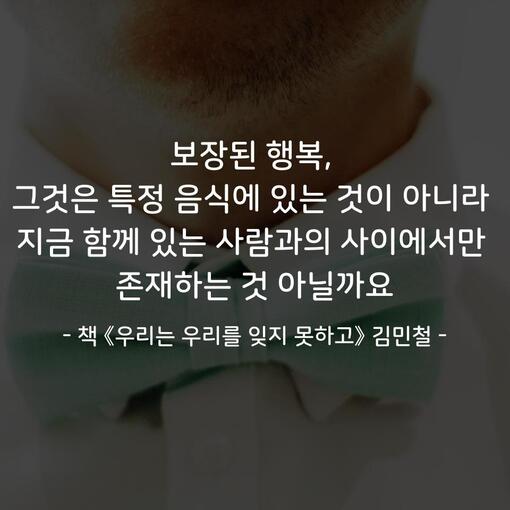 보장된 행복,
그것은 특정 음식에 있는 것이 아니라
지금 함께 있는 사람과의 사이에서만
존재하는 것 아닐까요
- 책 《우리는 우리를 잊지 못하고》 김민철 -